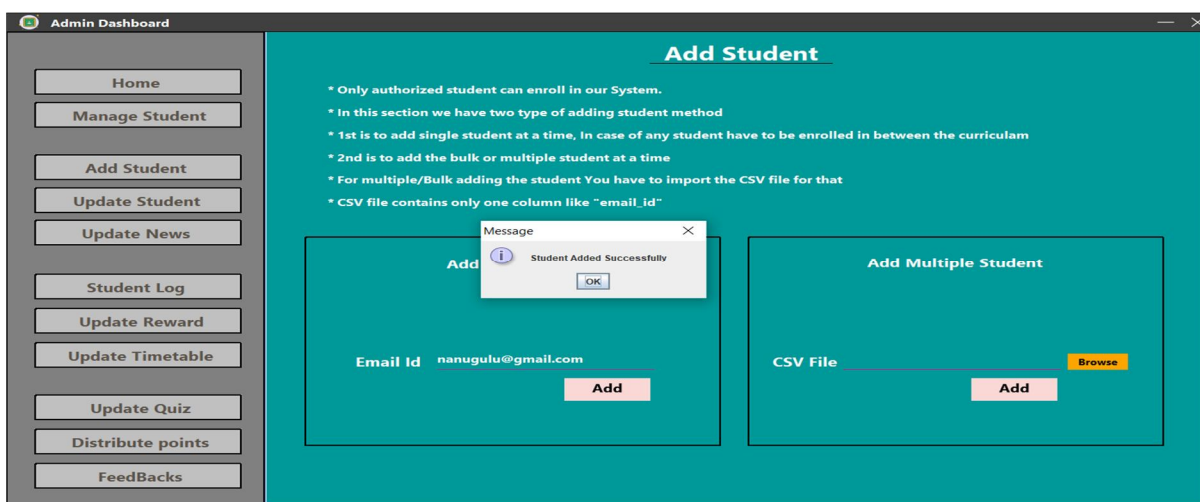 Admin Dashboard
Home
Manage Student
Add Student
Update Student
Update News
Student Log
Update Reward
Update Timetable
Update Quiz
Distribute points
FeedBacks
Add Student
* Only authorized student can enroll in our System.
* In this section we have two type of adding student method
* 1st is to add single student at a time, In case of any student have to be enrolled in between the curriculam
* 2nd is to add the bulk or multiple student at a time
* For multiple/Bulk adding the student You have to import the CSV file for that
* CSV file contains only one column like "email_id"
Message
Student Added Successfully
OK
Add
Email Id nanugulu@gmail.com
Add
Add Multiple Student
CSV File
Browse
Add